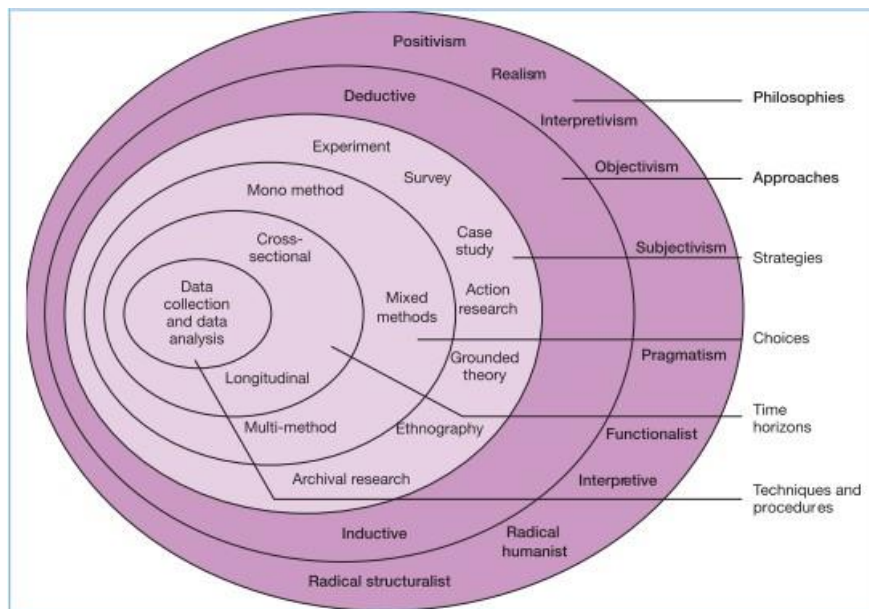 Positivism
Realism
Philosophies
Deductive
Interpretivism
Experiment
Objectivism
Survey
Approaches
Mono method
Case
study
Cross-
sectional
Subjectivism
Strategies
Data
collection
and data
analysis
Mixed
methods
Action
research
Choices
Grounded
theory
Pragmatism
Longitudinal
Time
horizons
Multi-method
Ethnography
Functionalist
Archival research
Interpretive
Techniques and
procedures
Inductive
Radical
humanist
Radical structuralist